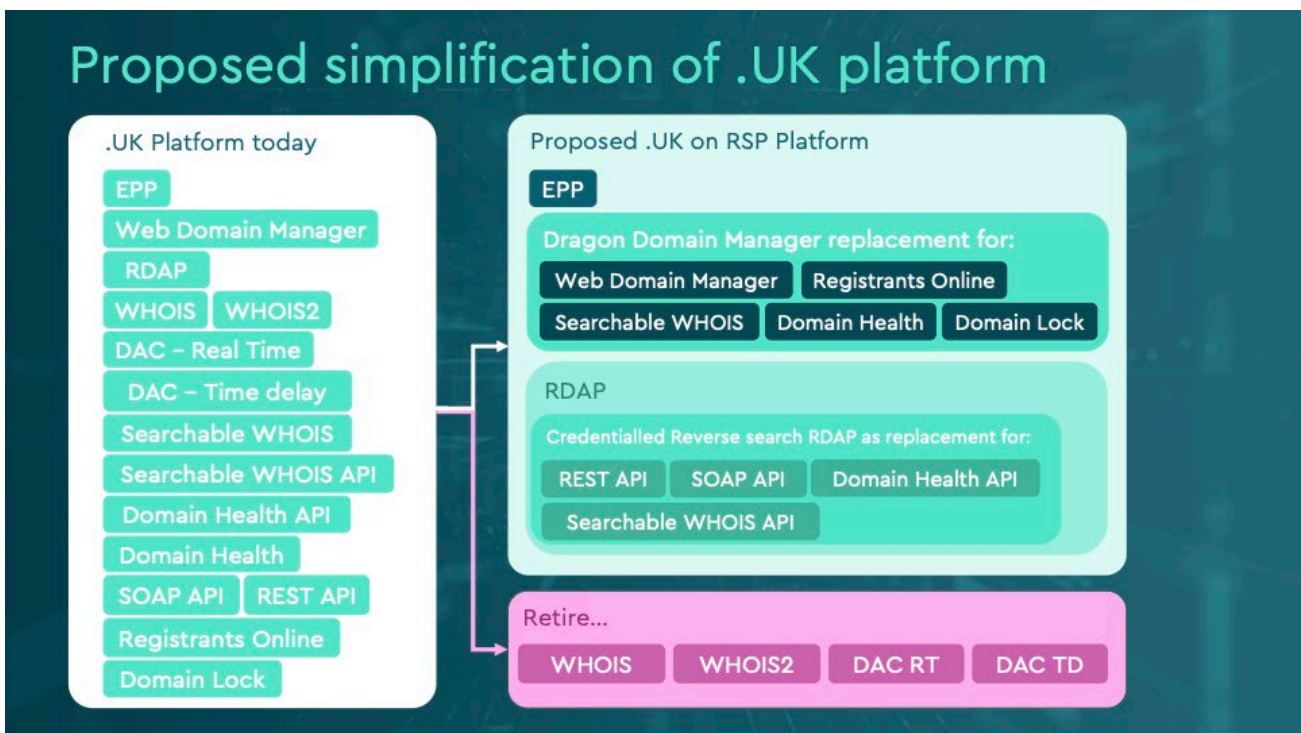 Proposed simplification of .UK platform
.UK Platform today
EPP
Web Domain Manager
RDAP
WHOIS WHOIS2
DAC – Real Time
DAC – Time delay
Searchable WHOIS
Searchable WHOIS API
Domain Health API
Domain Health
SOAP API REST API
Registrants Online
Domain Lock
Proposed .UK on RSP Platform
EPP
Dragon Domain Manager replacement for:
Web Domain Manager Registrants Online
Searchable WHOIS Domain Health Domain Lock
RDAP
Credentialled Reverse search RDAP as replacement for:
REST API SOAP API Domain Health API
Searchable WHOIS API
Retire...
WHOIS WHOIS2 DAC RT DAC TD